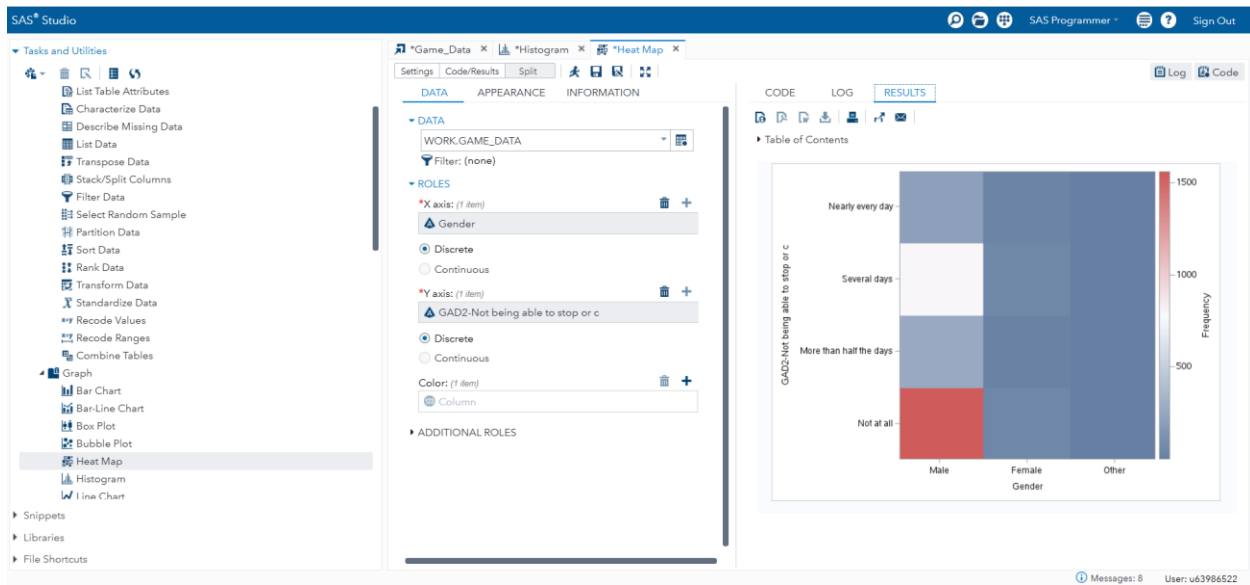 SAS® Studio
SAS Programmer
Sign Out
Tasks and Utilities
List Table Attributes
Characterize Data
Describe Missing Data
List Data
Transpose Data
Stack/Split Columns
Filter Data
Select Random Sample
Partition Data
Sort Data
Rank Data
Transform Data
Standardize Data
Recode Values
Recode Ranges
Combine Tables
Graph
Bar Chart
Bar-Line Chart
Box Plot
Bubble Plot
Heat Map
Histogram
Line Chart
Snippets
Libraries
File Shortcuts
*Game_Data
*Histogram
*Heat Map
Settings Code/Results Split
Log Code
DATA APPEARANCE INFORMATION
DATA
WORK.GAME_DATA
Filter: (none)
ROLES
*X axis: (1 item)
Gender
Discrete
Continuous
*Y axis: (1 item)
GAD2-Not being able to stop or c
Discrete
Continuous
Color: (1 item)
Column
ADDITIONAL ROLES
CODE LOG RESULTS
Table of Contents
GAD2-Not being able to stop or c
Nearly every day
Several days
More than half the days
Not at all
Male Female Other
Gender
1500
1000
500
Frequency
Messages: 8
User: u63986522